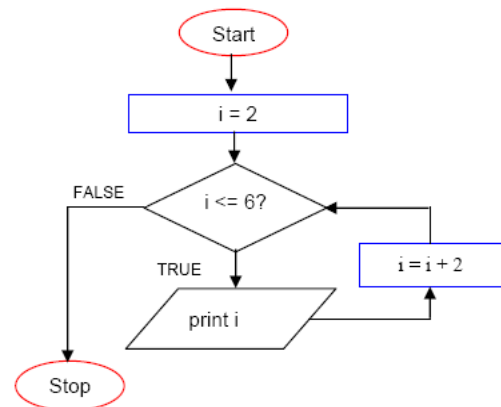 Start
i = 2
i <= 6?
FALSE
TRUE
print i
i = i + 2
Stop